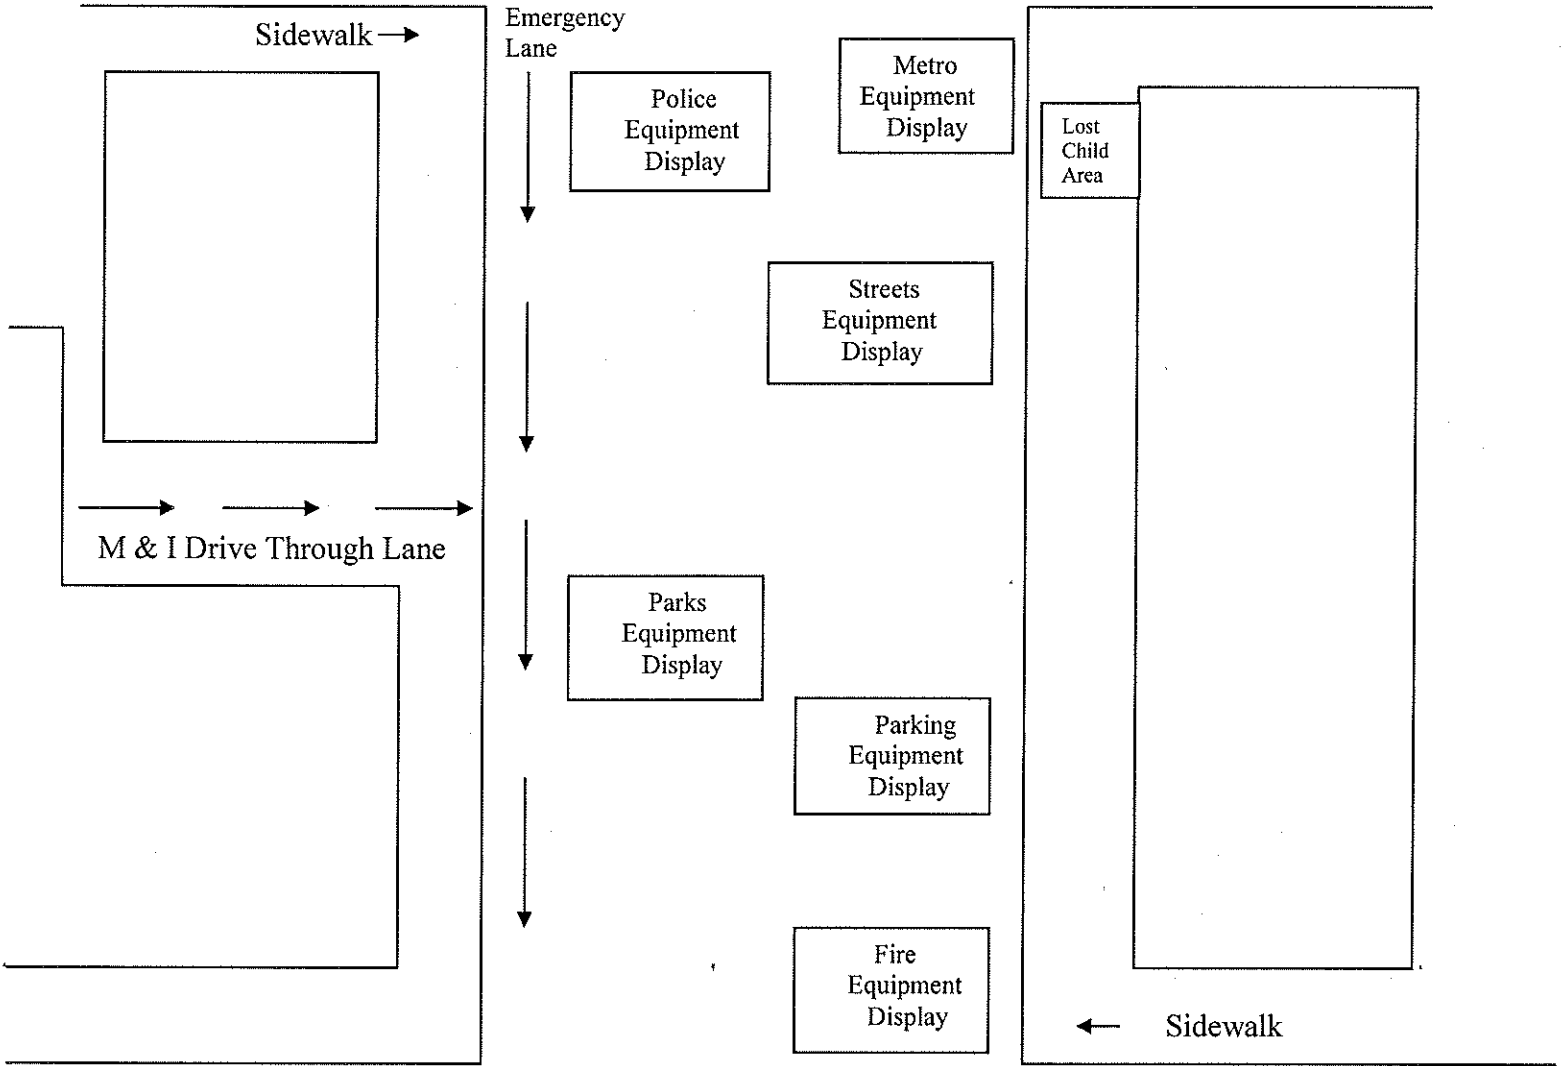 Sidewalk
Emergency
Lane
Police
Equipment
Display
Metro
Equipment
Display
Lost
Child
Area
Streets
Equipment
Display
M & I Drive Through Lane
Parks
Equipment
Display
Parking
Equipment
Display
Fire
Equipment
Display
Sidewalk